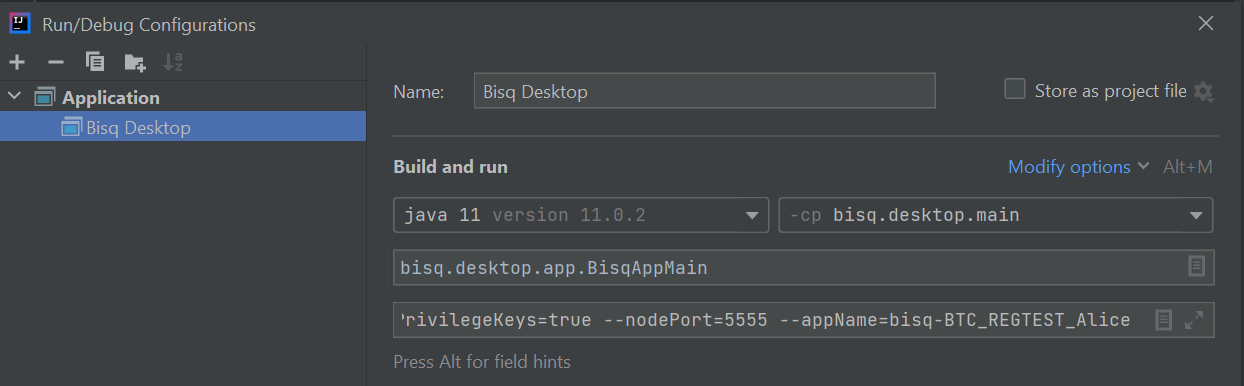 Run/Debug Configurations
Application
Bisq Desktop
Name: Bisq Desktop Store as project file
Build and run Modify options Alt+M
java 11 version 11.0.2 -cp bisq.desktop.main
bisq.desktop.app.BisqAppMain
PrivilegeKeys=true --nodePort=5555 --appName=bisq-BTC_REGTEST_Alice
Press Alt for field hints